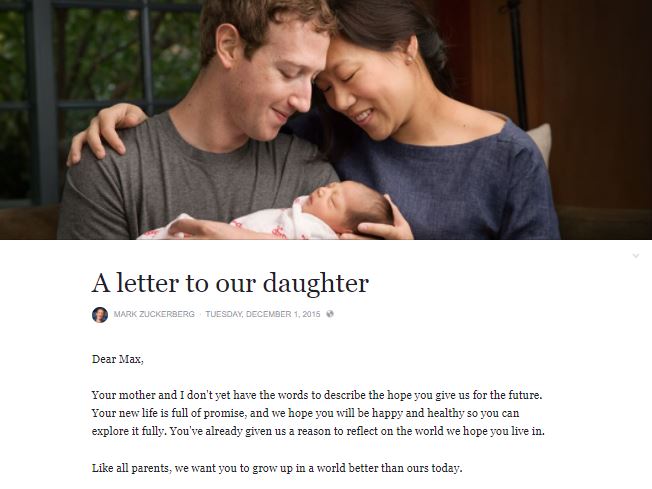 A letter to our daughter
MARK ZUCKERBERG · TUESDAY, DECEMBER 1, 2015
Dear Max,
Your mother and I don't yet have the words to describe the hope you give us for the future.
Your new life is full of promise, and we hope you will be happy and healthy so you can
explore it fully. You've already given us a reason to reflect on the world we hope you live in.
Like all parents, we want you to grow up in a world better than ours today.